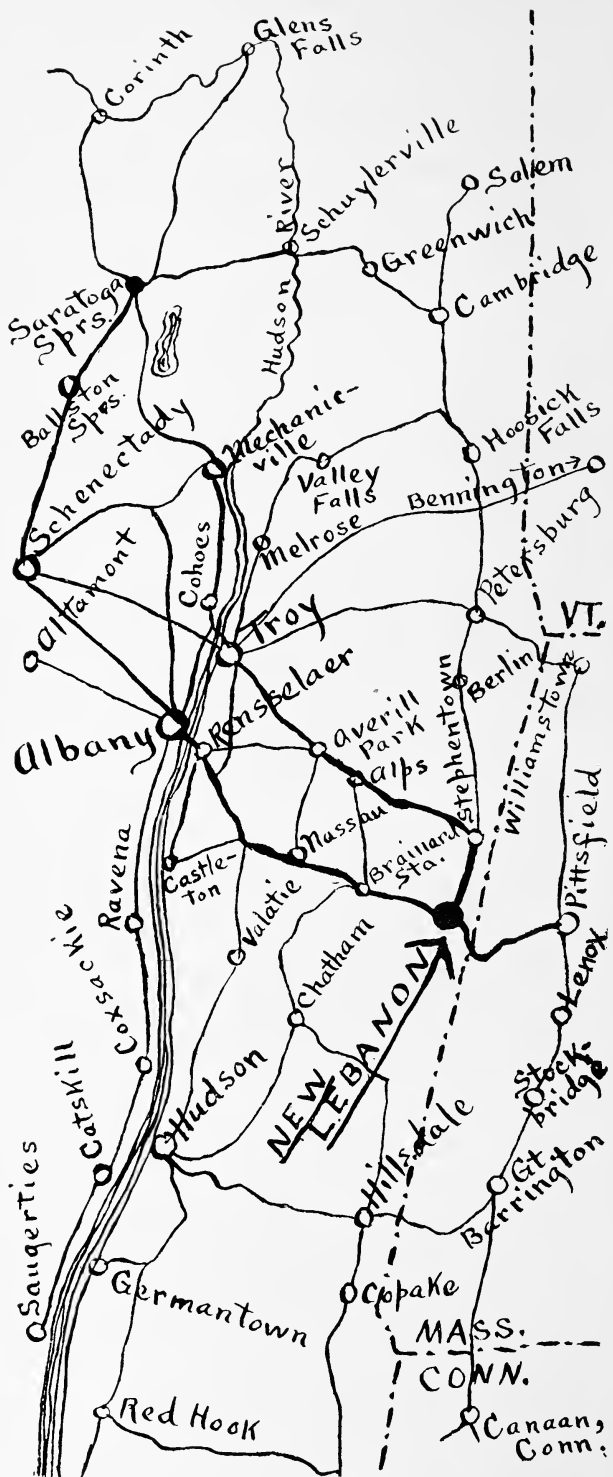 Glens
Falls
Corinth
River
Schuylerville
Salem
Greenwich
Cambridge
Saratoga
Sprs.
Hudson
Ballston
Sps.
Mechanic-
ville
Hoosick
Falls
Schenectady
Valley
Falls
Bennington→
Melrose
Cohoes
Altamont
Petersburg
Troy
VT.
Berlin
Williamstown
Rensselaer
Albany
Averill
Park
Alps
Stephentown
Nassau
Brainard
Sta.
Castle-
ton
Pittsfield
Ravena
Valatie
Chatham
Lenox
NEW
LEBANON
Coxsackie
Stock-
bridge
Hudson
Catskill
Hillsdale
Gt.
Barrington
Saugerties
Germantown
Copake
MASS.
CONN.
Red Hook
Canaan,
Conn.